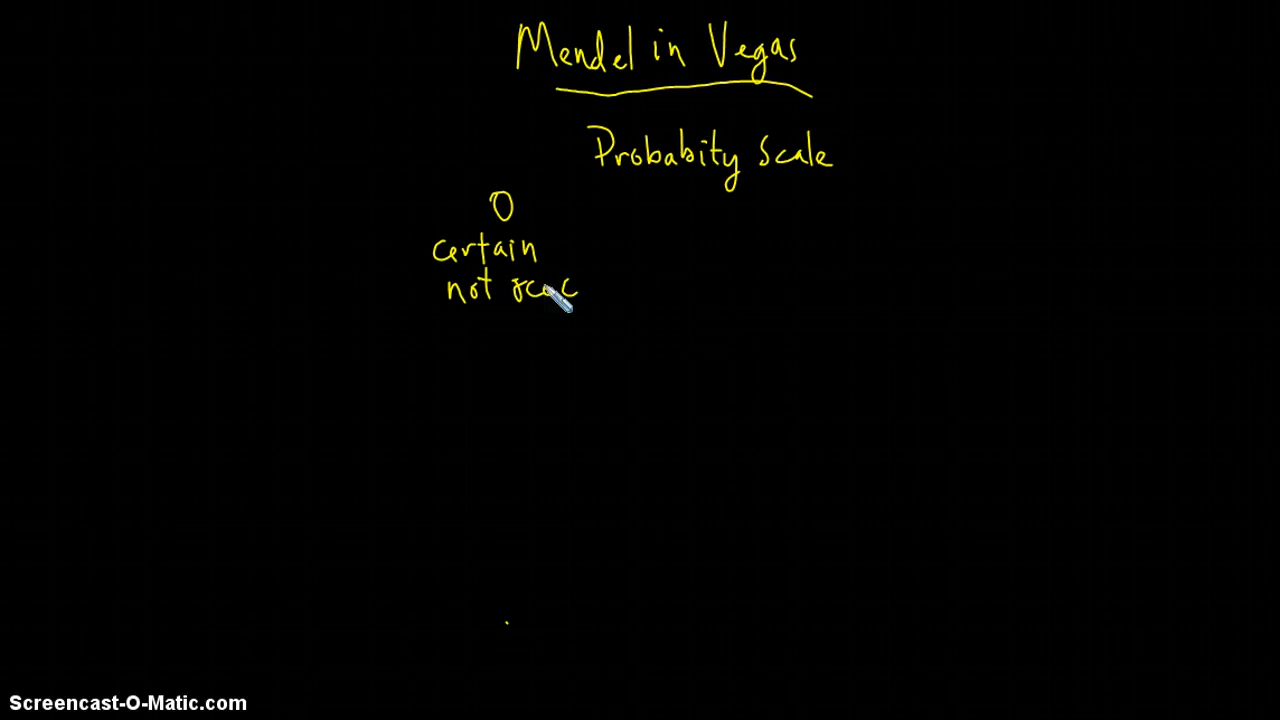 Mendel in Vegas
Probabity Scale
0
certain
not
Screencast-O-Matic.com